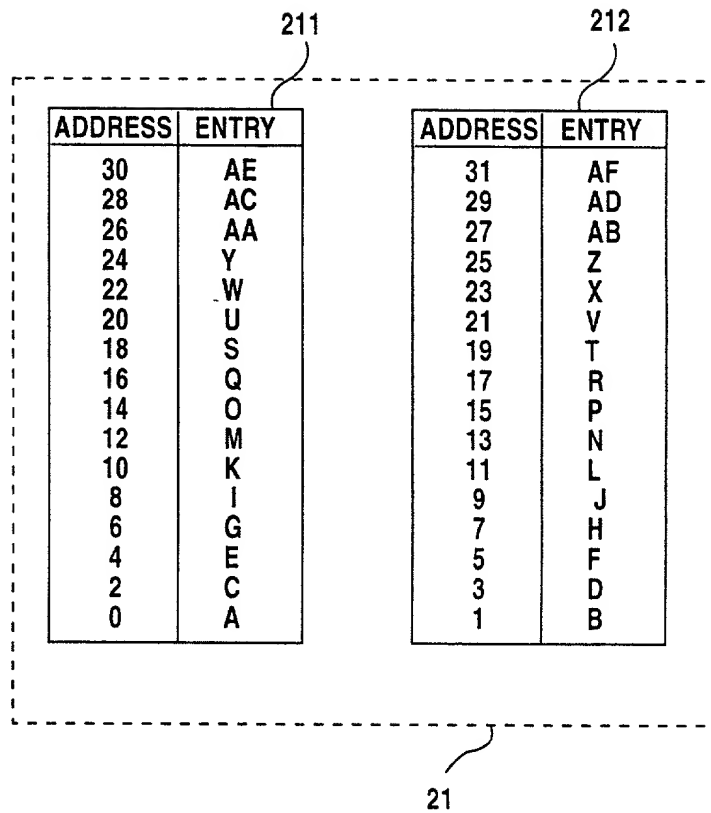 211 212
ADDRESS ENTRY ADDRESS ENTRY
30 AE 31 AF
28 AC 29 AD
26 AA 27 AB
24 Y 25 Z
22 W 23 X
20 U 21 V
18 S 19 T
16 Q 17 R
14 O 15 P
12 M 13 N
10 K 11 L
8 I 9 J
6 G 7 H
4 E 5 F
2 C 3 D
0 A 1 B
21